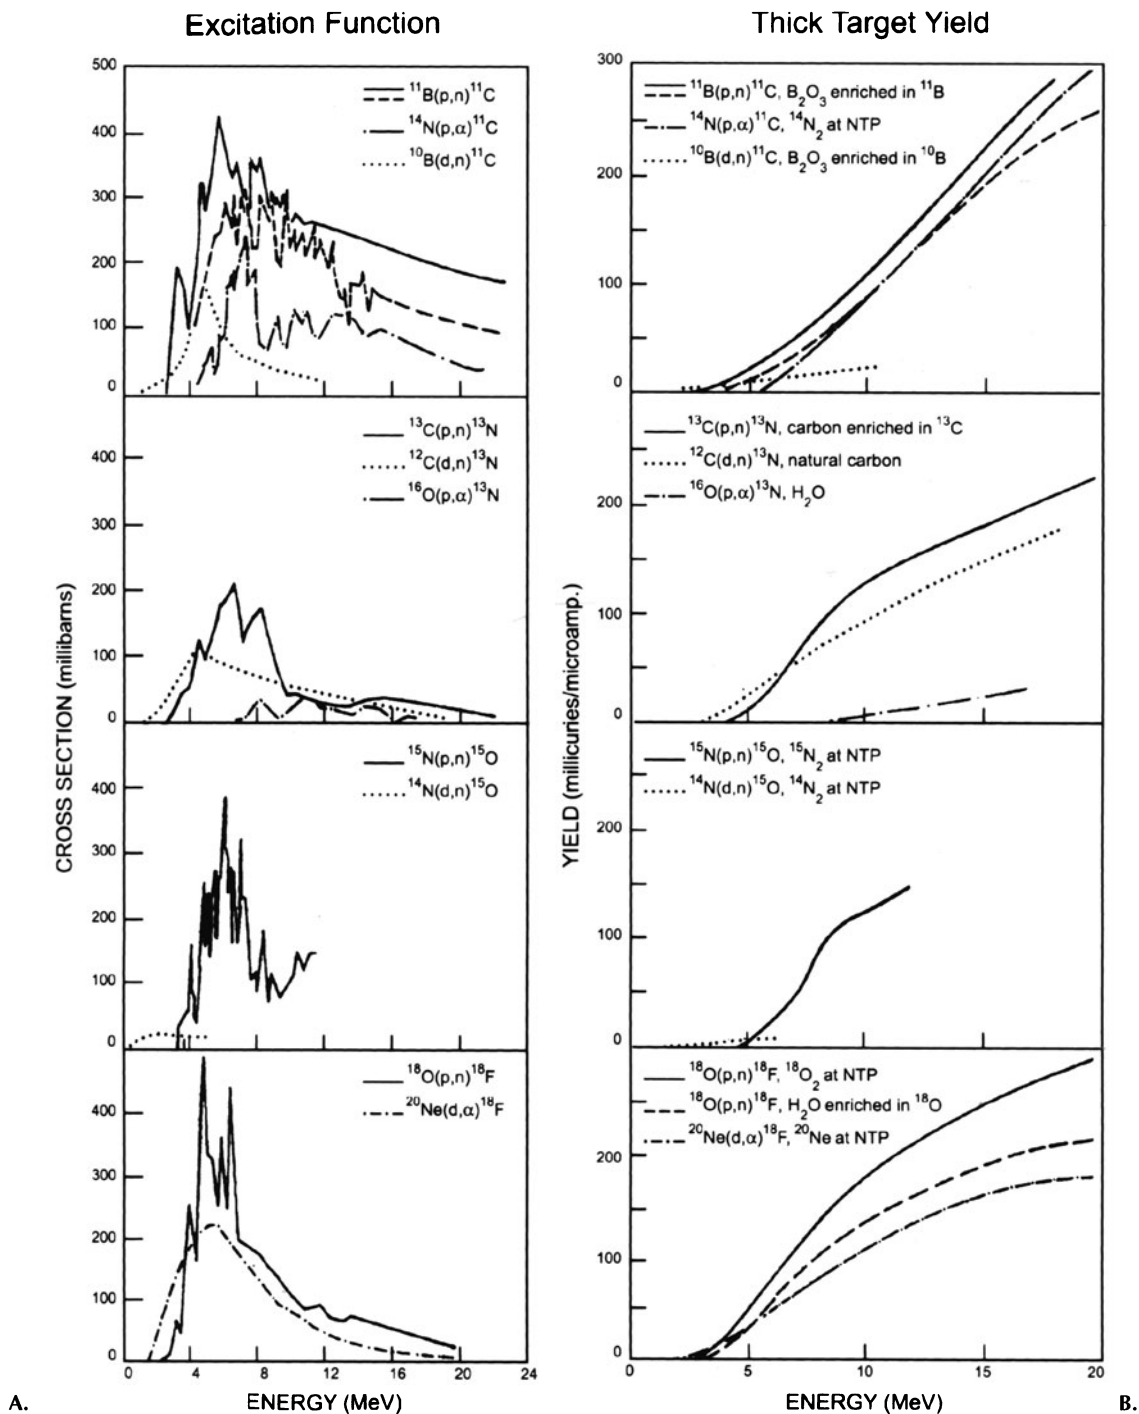 Excitation Function
Thick Target Yield
500
400
300
200
100
0
¹¹B(p,n)¹¹C
¹⁴N(p,α)¹¹C
¹⁰B(d,n)¹¹C
300
200
100
0
¹¹B(p,n)¹¹C, B₂O₃ enriched in ¹¹B
¹⁴N(p,α)¹¹C, ¹⁴N₂ at NTP
¹⁰B(d,n)¹¹C, B₂O₃ enriched in ¹⁰B
400
300
200
100
0
¹³C(p,n)¹³N
¹²C(d,n)¹³N
¹⁶O(p,α)¹³N
200
100
0
¹³C(p,n)¹³N, carbon enriched in ¹³C
¹²C(d,n)¹³N, natural carbon
¹⁶O(p,α)¹³N, H₂O
CROSS SECTION (millibarns)
YIELD (millicuries/microamp.)
400
300
200
100
0
¹⁵N(p,n)¹⁵O
¹⁴N(d,n)¹⁵O
200
100
0
¹⁵N(p,n)¹⁵O, ¹⁵N₂ at NTP
¹⁴N(d,n)¹⁵O, ¹⁴N₂ at NTP
400
300
200
100
0
¹⁸O(p,n)¹⁸F
²⁰Ne(d,α)¹⁸F
200
100
0
¹⁸O(p,n)¹⁸F, ¹⁸O₂ at NTP
¹⁸O(p,n)¹⁸F, H₂O enriched in ¹⁸O
²⁰Ne(d,α)¹⁸F, ²⁰Ne at NTP
0 4 8 12 16 20 24
0 5 10 15 20
A. ENERGY (MeV)
ENERGY (MeV) B.